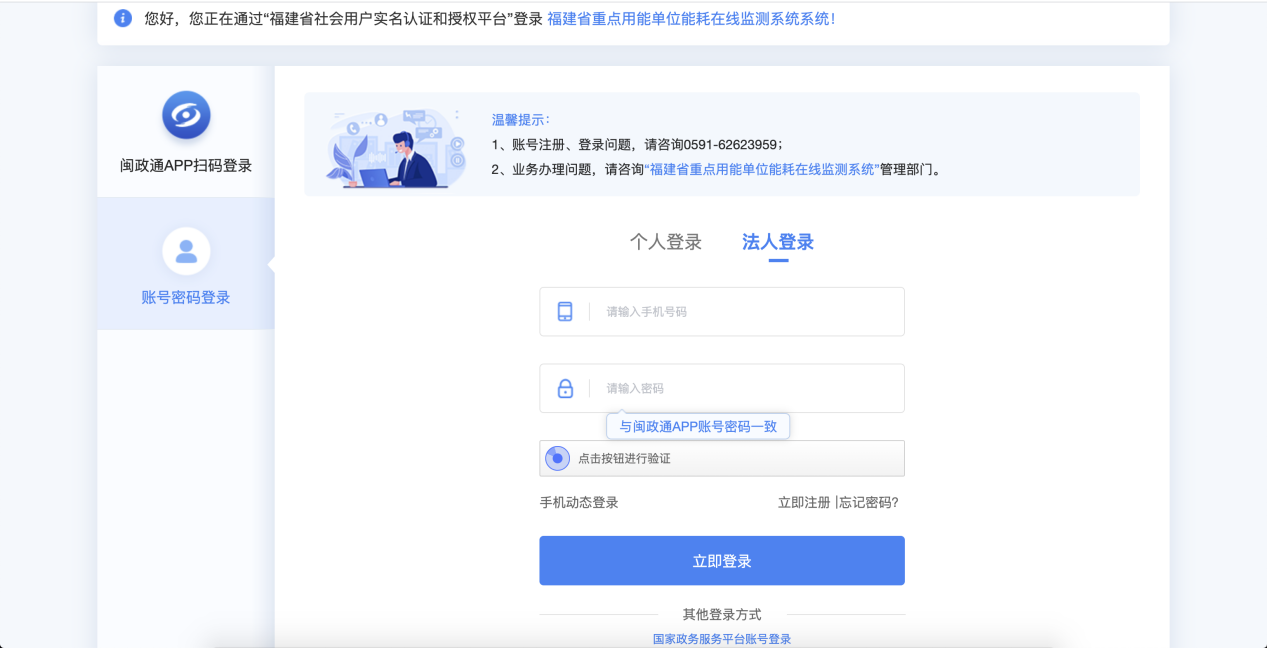 您好，您正在通过“福建省社会用户实名认证和授权平台”登录 福建省重点用能单位能耗在线监测系统系统！
闽政通APP扫码登录
账号密码登录
温馨提示：
1、账号注册、登录问题，请咨询0591-62623959；
2、业务办理问题，请咨询“福建省重点用能单位能耗在线监测系统”管理部门。
个人登录 法人登录
请输入手机号码
请输入密码
与闽政通APP账号密码一致
点击按钮进行验证
手机动态登录 立即注册 |忘记密码?
立即登录
其他登录方式
国家政务服务平台账号登录